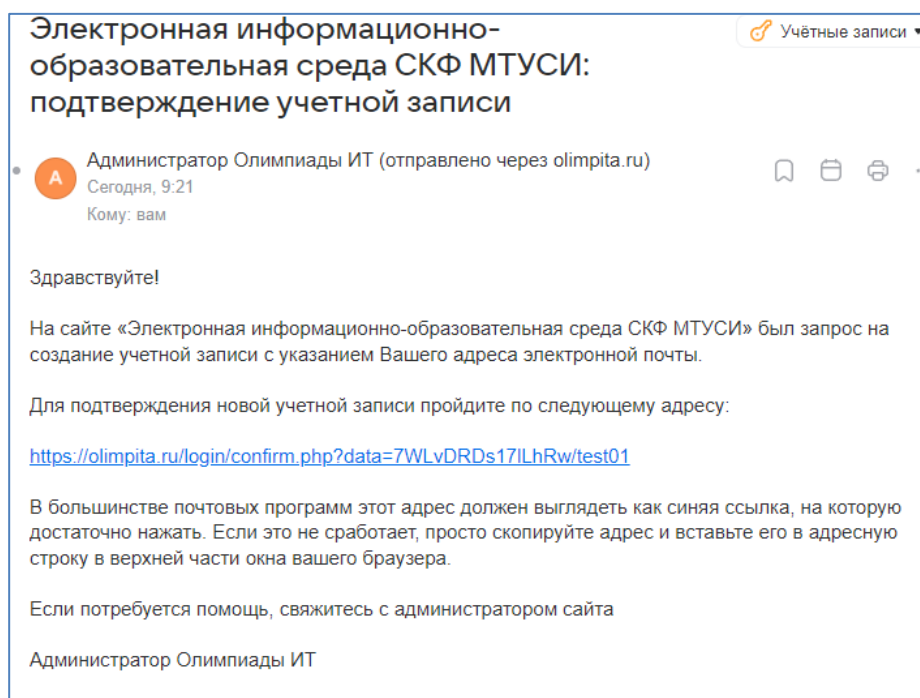 Электронная информационно-
образовательная среда СКФ МТУСИ:
подтверждение учетной записи
Учётные записи
А
Администратор Олимпиады ИТ (отправлено через olimpita.ru)
Сегодня, 9:21
Кому: вам
Здравствуйте!
На сайте «Электронная информационно-образовательная среда СКФ МТУСИ» был запрос на
создание учетной записи с указанием Вашего адреса электронной почты.
Для подтверждения новой учетной записи пройдите по следующему адресу:
https://olimpita.ru/login/confirm.php?data=7WLvDRDs17lLhRw/test01
В большинстве почтовых программ этот адрес должен выглядеть как синяя ссылка, на которую
достаточно нажать. Если это не сработает, просто скопируйте адрес и вставьте его в адресную
строку в верхней части окна вашего браузера.
Если потребуется помощь, свяжитесь с администратором сайта
Администратор Олимпиады ИТ